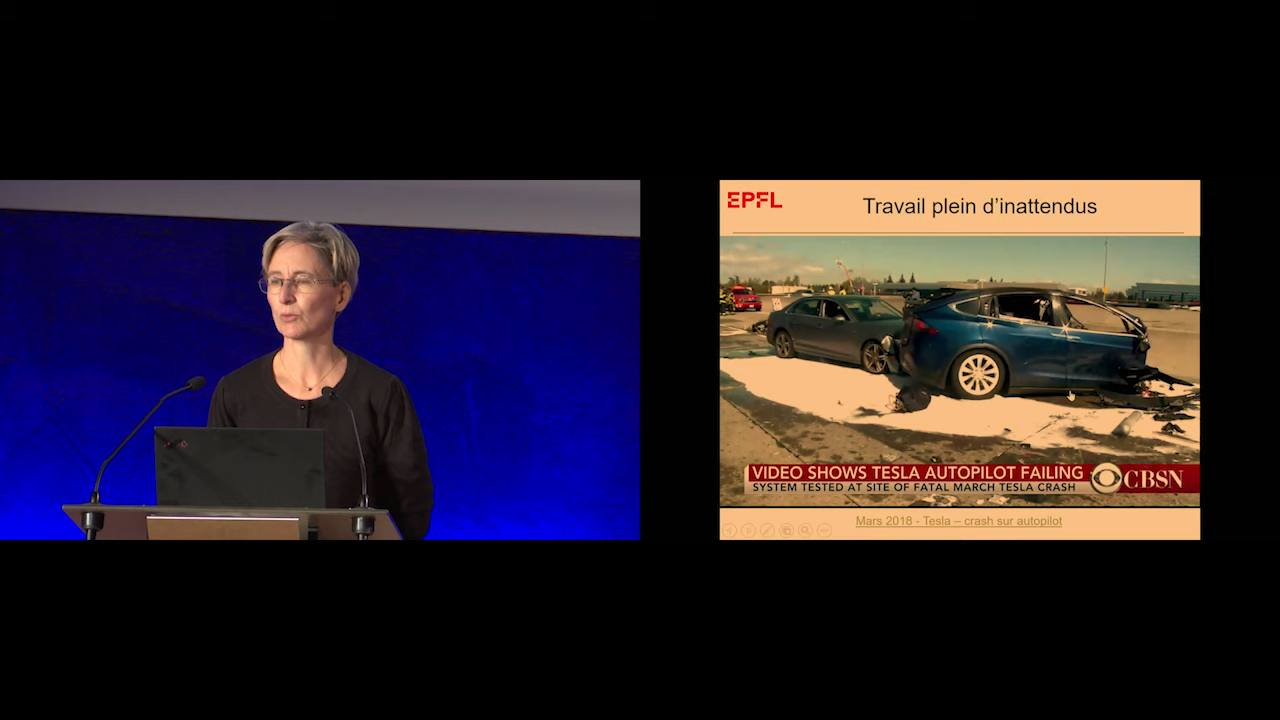 EPFL
Travail plein d'inattendus
VIDEO SHOWS TESLA AUTOPILOT FAILING
SYSTEM TESTED AT SITE OF FATAL MARCH TESLA CRASH
CBSN
Mars 2018 - Tesla – crash sur autopilot